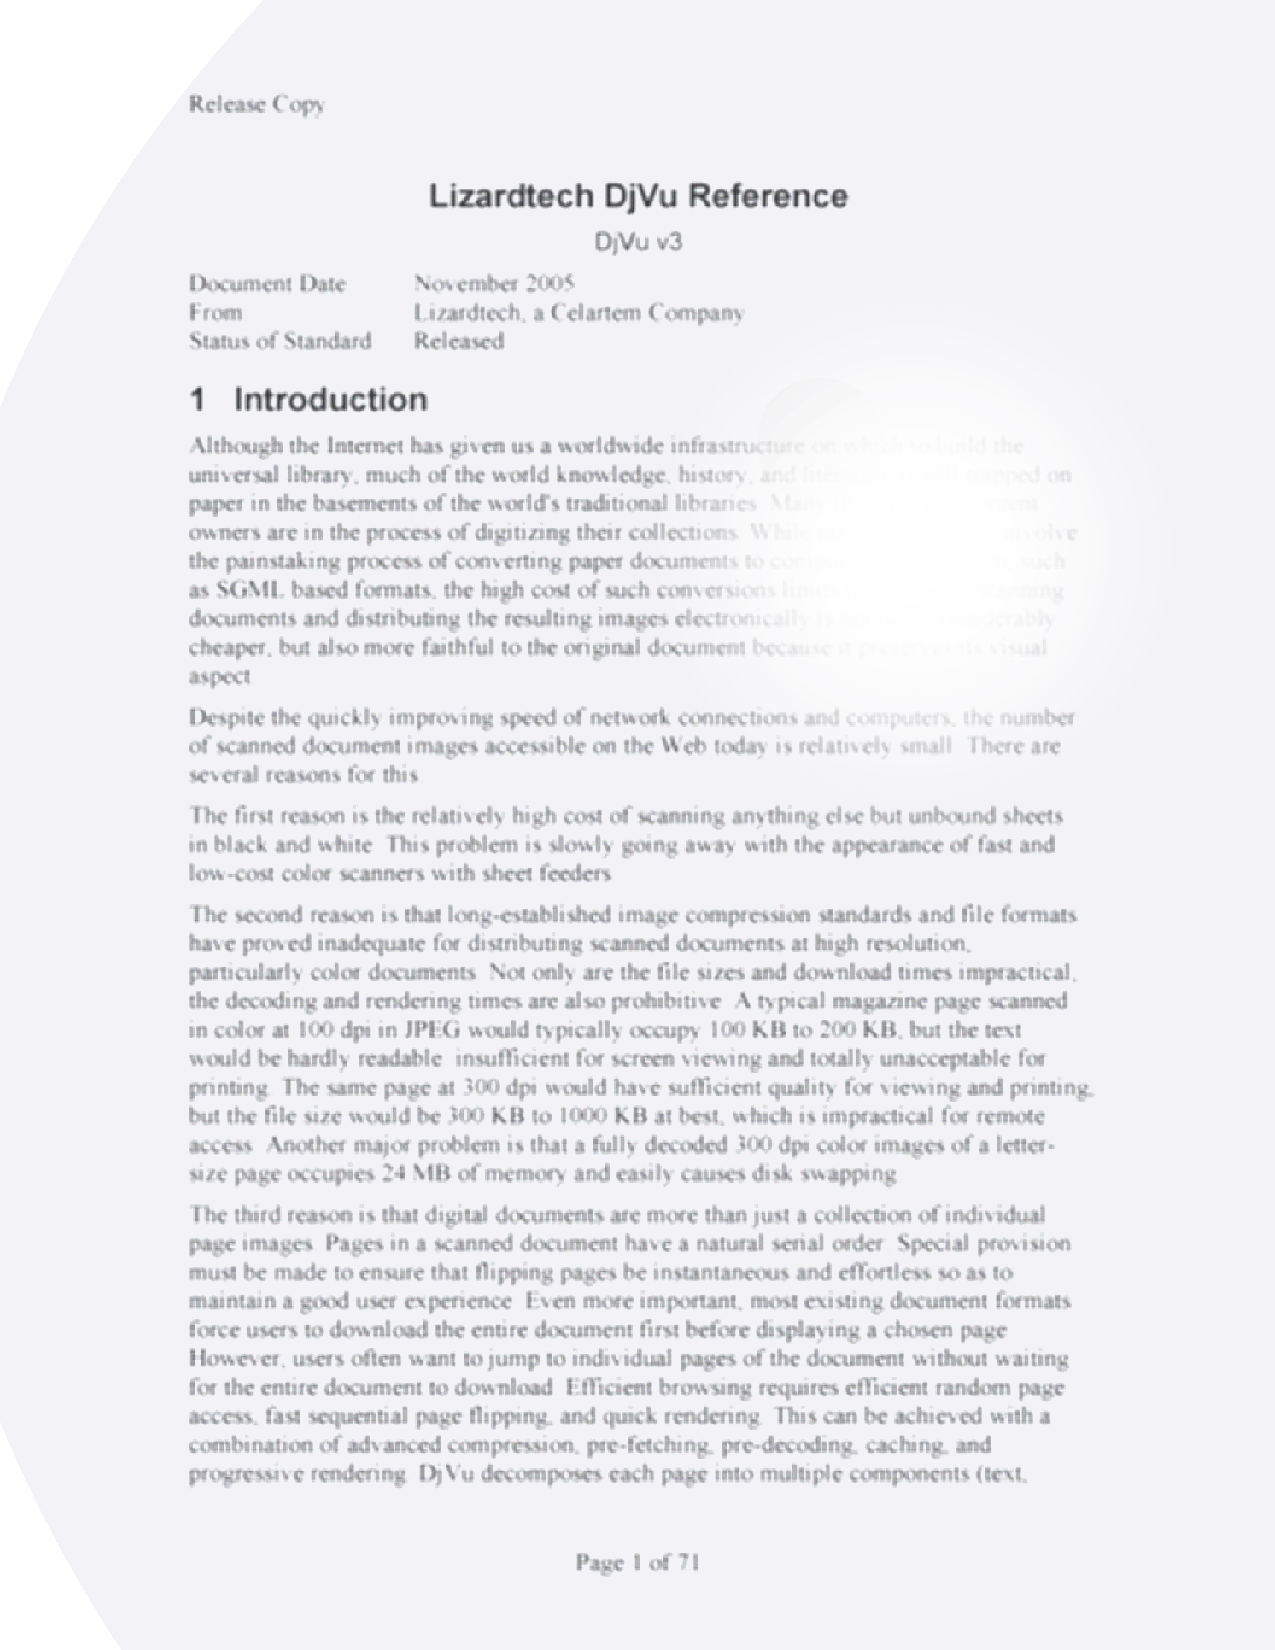 Release Copy
Lizardtech DjVu Reference
DjVu v3
Document Date November 2005
From Lizardtech, a Celartem Company
Status of Standard Released
1 Introduction
Although the Internet has given us a worldwide infrastructure on which to build the
universal library, much of the world knowledge, history, and on
paper in the basements of the world's traditional libraries. Many
owners are in the process of digitizing their collections. While involve
the painstaking process of converting paper documents to such
as SGML based formats, the high cost of such conversions
documents and distributing the resulting images electronically
cheaper, but also more faithful to the original document because it its visual
aspect.
Despite the quickly improving speed of network connections and computers, the number
of scanned document images accessible on the Web today is relatively small. There are
several reasons for this.
The first reason is the relatively high cost of scanning anything else but unbound sheets
in black and white. This problem is slowly going away with the appearance of fast and
low-cost color scanners with sheet feeders.
The second reason is that long-established image compression standards and file formats
have proved inadequate for distributing scanned documents at high resolution,
particularly color documents. Not only are the file sizes and download times impractical,
the decoding and rendering times are also prohibitive. A typical magazine page scanned
in color at 100 dpi in JPEG would typically occupy 100 KB to 200 KB, but the text
would be hardly readable: insufficient for screen viewing and totally unacceptable for
printing. The same page at 300 dpi would have sufficient quality for viewing and printing,
but the file size would be 300 KB to 1000 KB at best, which is impractical for remote
access. Another major problem is that a fully decoded 300 dpi color images of a letter-
size page occupies 24 MB of memory and easily causes disk swapping.
The third reason is that digital documents are more than just a collection of individual
page images. Pages in a scanned document have a natural serial order. Special provision
must be made to ensure that flipping pages be instantaneous and effortless so as to
maintain a good user experience. Even more important, most existing document formats
force users to download the entire document first before displaying a chosen page.
However, users often want to jump to individual pages of the document without waiting
for the entire document to download. Efficient browsing requires efficient random page
access, fast sequential page flipping, and quick rendering. This can be achieved with a
combination of advanced compression, pre-fetching, pre-decoding, caching, and
progressive rendering. DjVu decomposes each page into multiple components (text,
Page 1 of 71